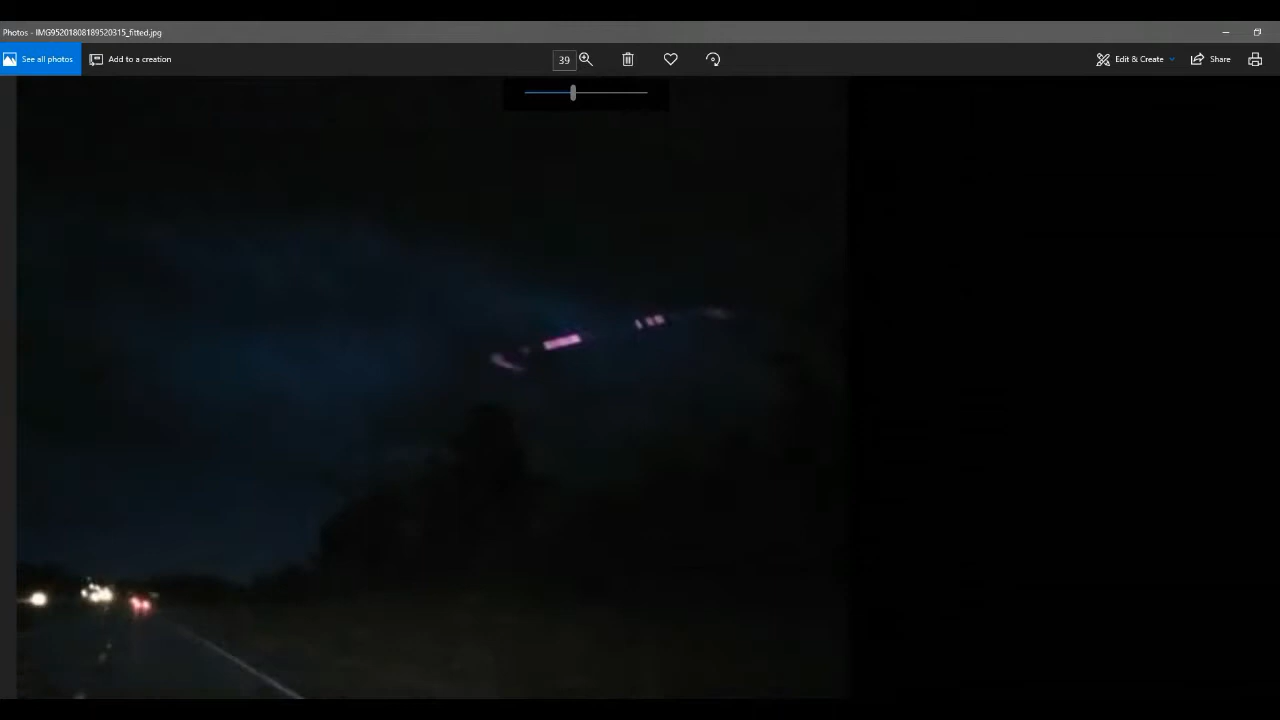 Photos - IMG95201808189520315_fitted.jpg
See all photos
Add to a creation
39
Edit & Create
Share